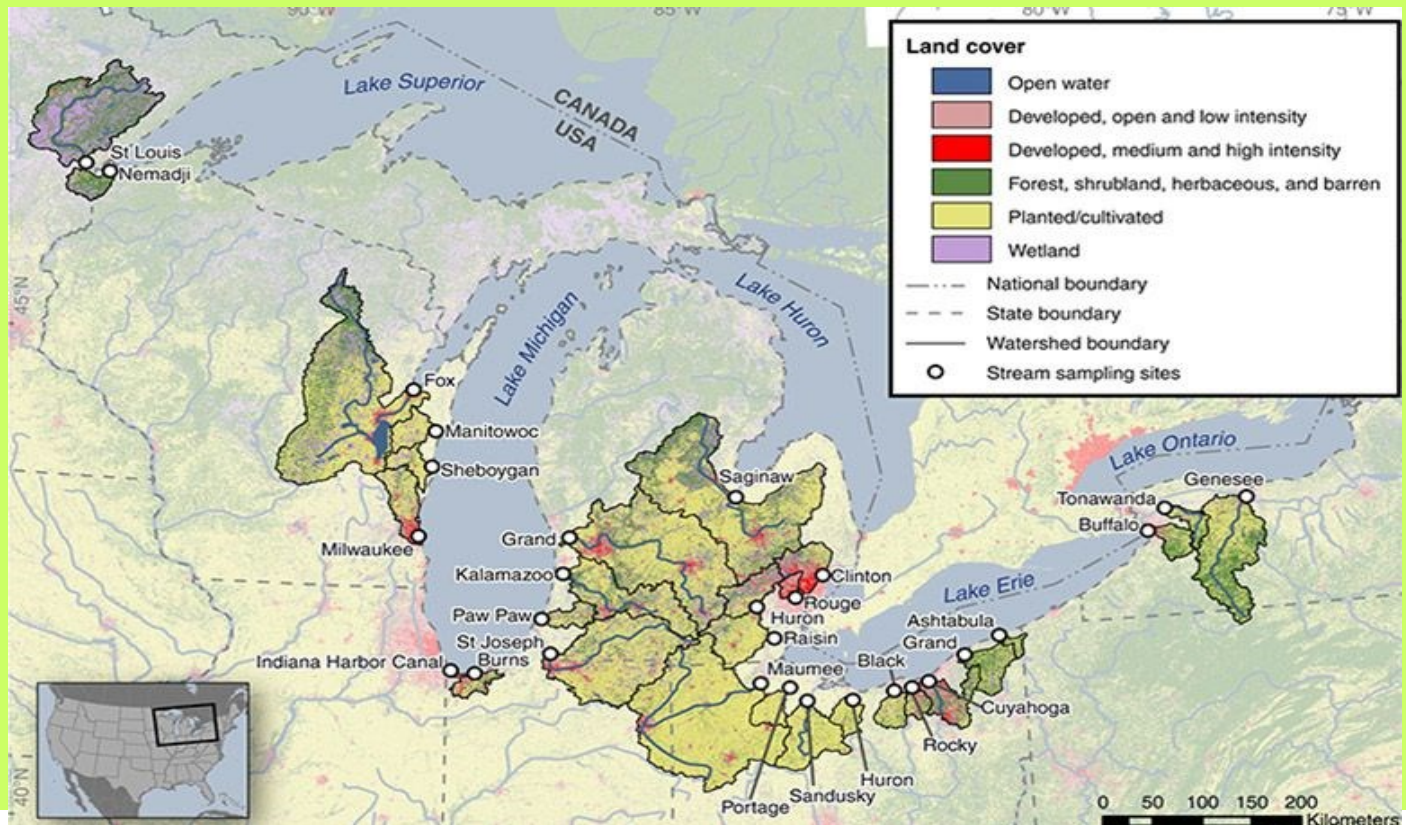 90°W
85°W
80°W
75°W
Land cover
Open water
Developed, open and low intensity
Developed, medium and high intensity
Forest, shrubland, herbaceous, and barren
Planted/cultivated
Wetland
National boundary
State boundary
Watershed boundary
Stream sampling sites
Lake Superior
CANADA
USA
St Louis
Nemadji
45°N
Lake Michigan
Lake Huron
Fox
Manitowoc
Sheboygan
Milwaukee
Saginaw
Grand
Kalamazoo
Paw Paw
St Joseph
Indiana Harbor Canal
Burns
Clinton
Rouge
Huron
Raisin
Maumee
Lake Ontario
Genesee
Tonawanda
Buffalo
Lake Erie
Ashtabula
Grand
Black
Cuyahoga
Rocky
Huron
Sandusky
Portage
40°N
0 50 100 150 200
Kilometers